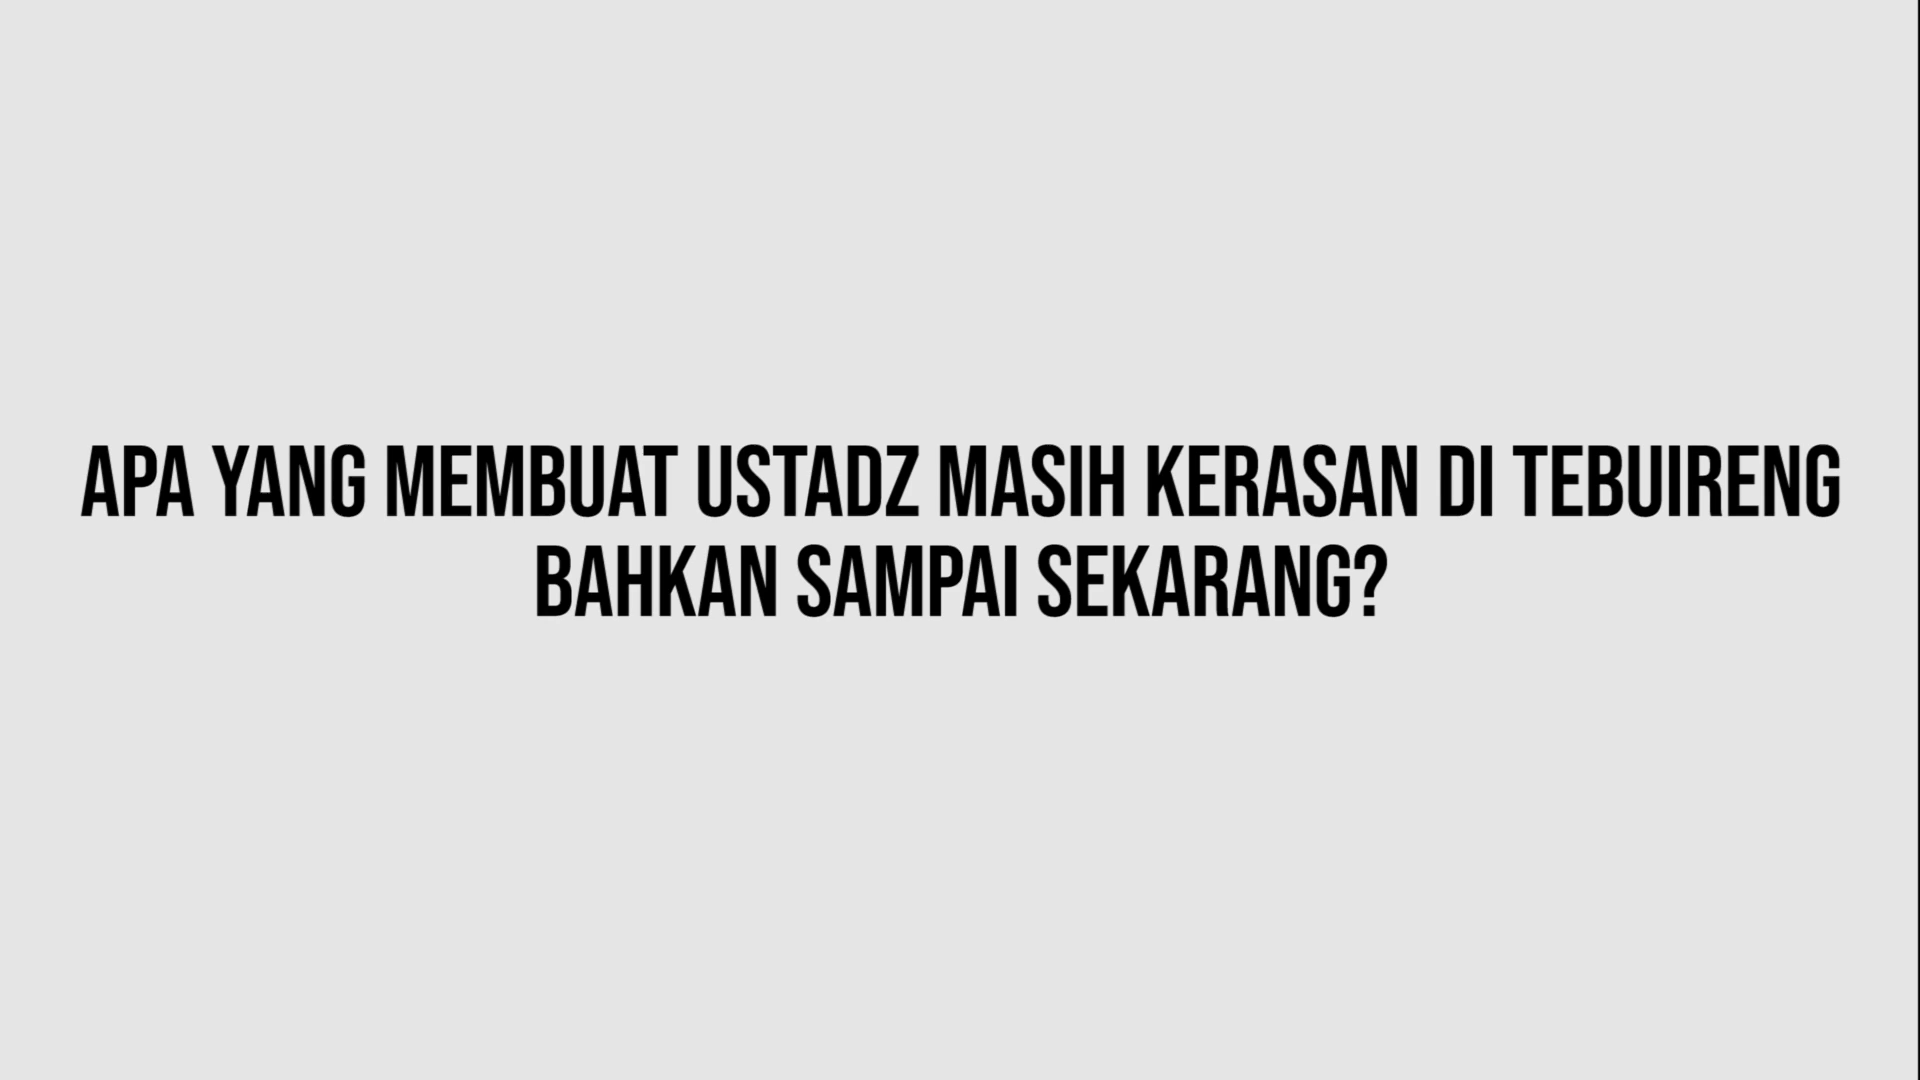 APA YANG MEMBUAT USTADZ MASIH KERASAN DI TEBUIRENG
BAHKAN SAMPAI SEKARANG?